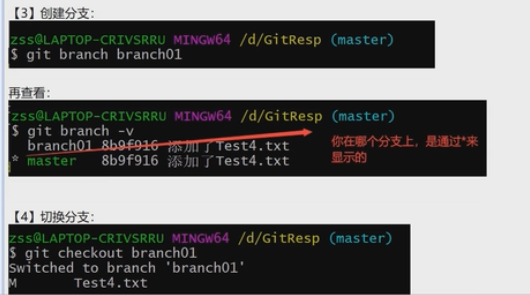 【3】创建分支：
zss@LAPTOP-CRIVSRRU MINGW64 /d/GitResp (master)
$ git branch branch01
再查看：
zss@LAPTOP-CRIVSRRU MINGW64 /d/GitResp (master)
$ git branch -v
branch01 8b9f916 添加了Test4.txt
* master 8b9f916 添加了Test4.txt
你在哪个分支上，是通过*来
显示的
【4】切换分支：
zss@LAPTOP-CRIVSRRU MINGW64 /d/GitResp (master)
$ git checkout branch01
Switched to branch 'branch01'
M Test4.txt